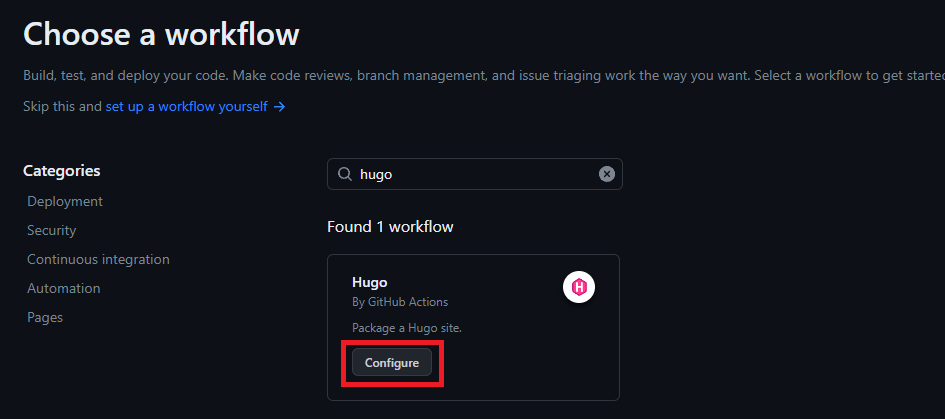 Choose a workflow
Build, test, and deploy your code. Make code reviews, branch management, and issue triaging work the way you want. Select a workflow to get started
Skip this and set up a workflow yourself →
Categories
Deployment
Security
Continuous integration
Automation
Pages
hugo
Found 1 workflow
Hugo
H
By GitHub Actions
Package a Hugo site.
Configure